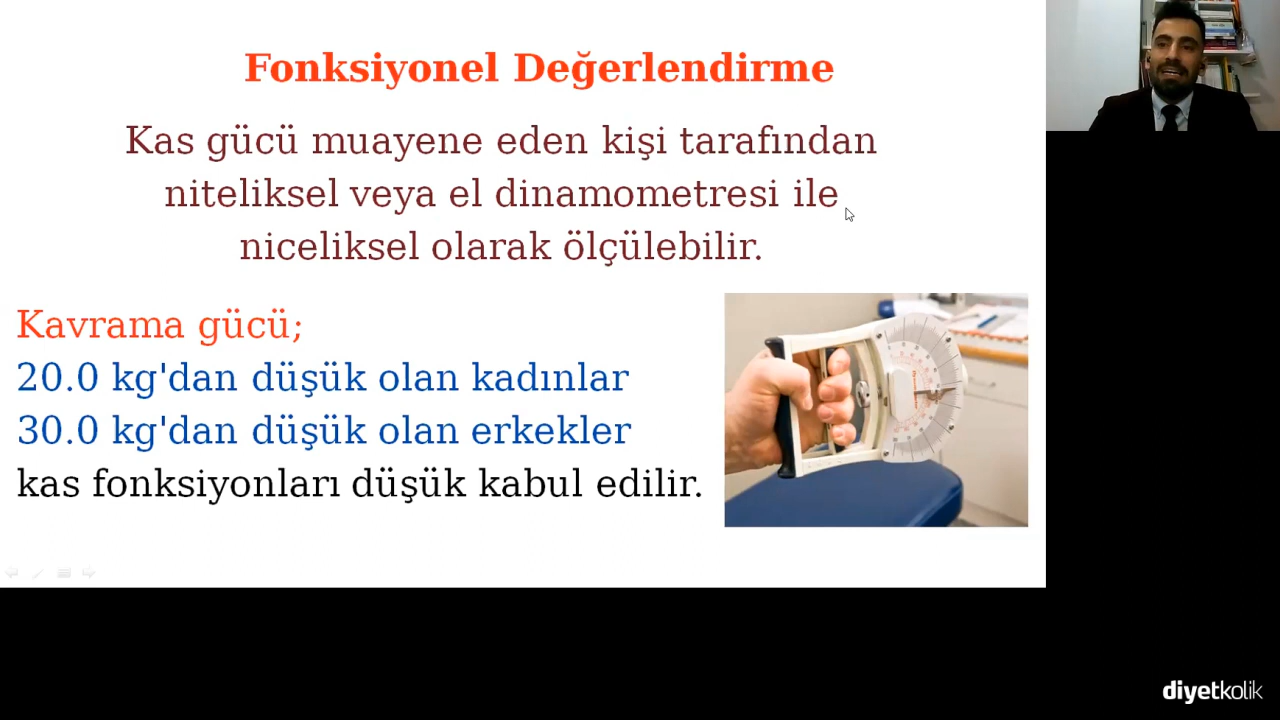 Fonksiyonel Değerlendirme
Kas gücü muayene eden kişi tarafından
niteliksel veya el dinamometresi ile
niceliksel olarak ölçülebilir.
Kavrama gücü;
20.0 kg'dan düşük olan kadınlar
30.0 kg'dan düşük olan erkekler
kas fonksiyonları düşük kabul edilir.
diyetkolik